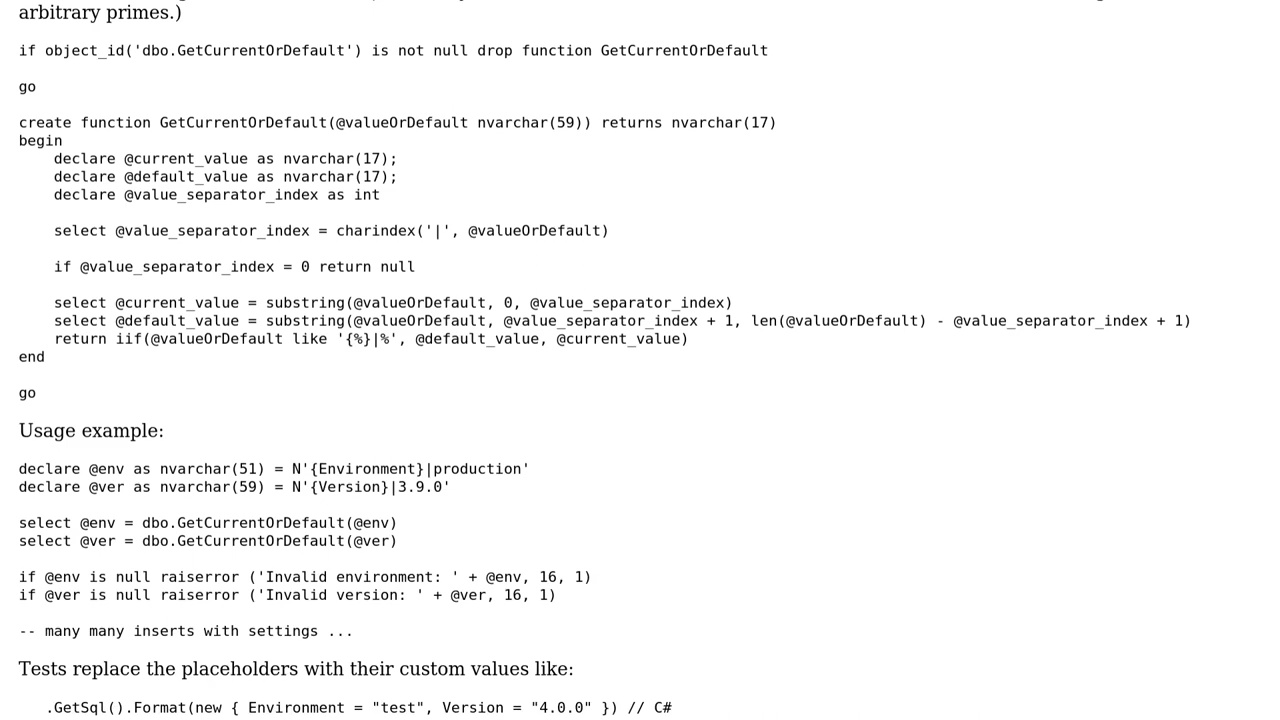 arbitrary primes.)
if object_id('dbo.GetCurrentOrDefault') is not null drop function GetCurrentOrDefault
go
create function GetCurrentOrDefault(@valueOrDefault nvarchar(59)) returns nvarchar(17)
begin
    declare @current_value as nvarchar(17);
    declare @default_value as nvarchar(17);
    declare @value_separator_index as int
    select @value_separator_index = charindex('|', @valueOrDefault)
    if @value_separator_index = 0 return null
    select @current_value = substring(@valueOrDefault, 0, @value_separator_index)
    select @default_value = substring(@valueOrDefault, @value_separator_index + 1, len(@valueOrDefault) - @value_separator_index + 1)
    return iif(@valueOrDefault like '{%}|%', @default_value, @current_value)
end
go
Usage example:
declare @env as nvarchar(51) = N'{Environment}|production'
declare @ver as nvarchar(59) = N'{Version}|3.9.0'
select @env = dbo.GetCurrentOrDefault(@env)
select @ver = dbo.GetCurrentOrDefault(@ver)
if @env is null raiserror ('Invalid environment: ' + @env, 16, 1)
if @ver is null raiserror ('Invalid version: ' + @ver, 16, 1)
-- many many inserts with settings ...
Tests replace the placeholders with their custom values like:
.GetSql().Format(new { Environment = "test", Version = "4.0.0" }) // C#